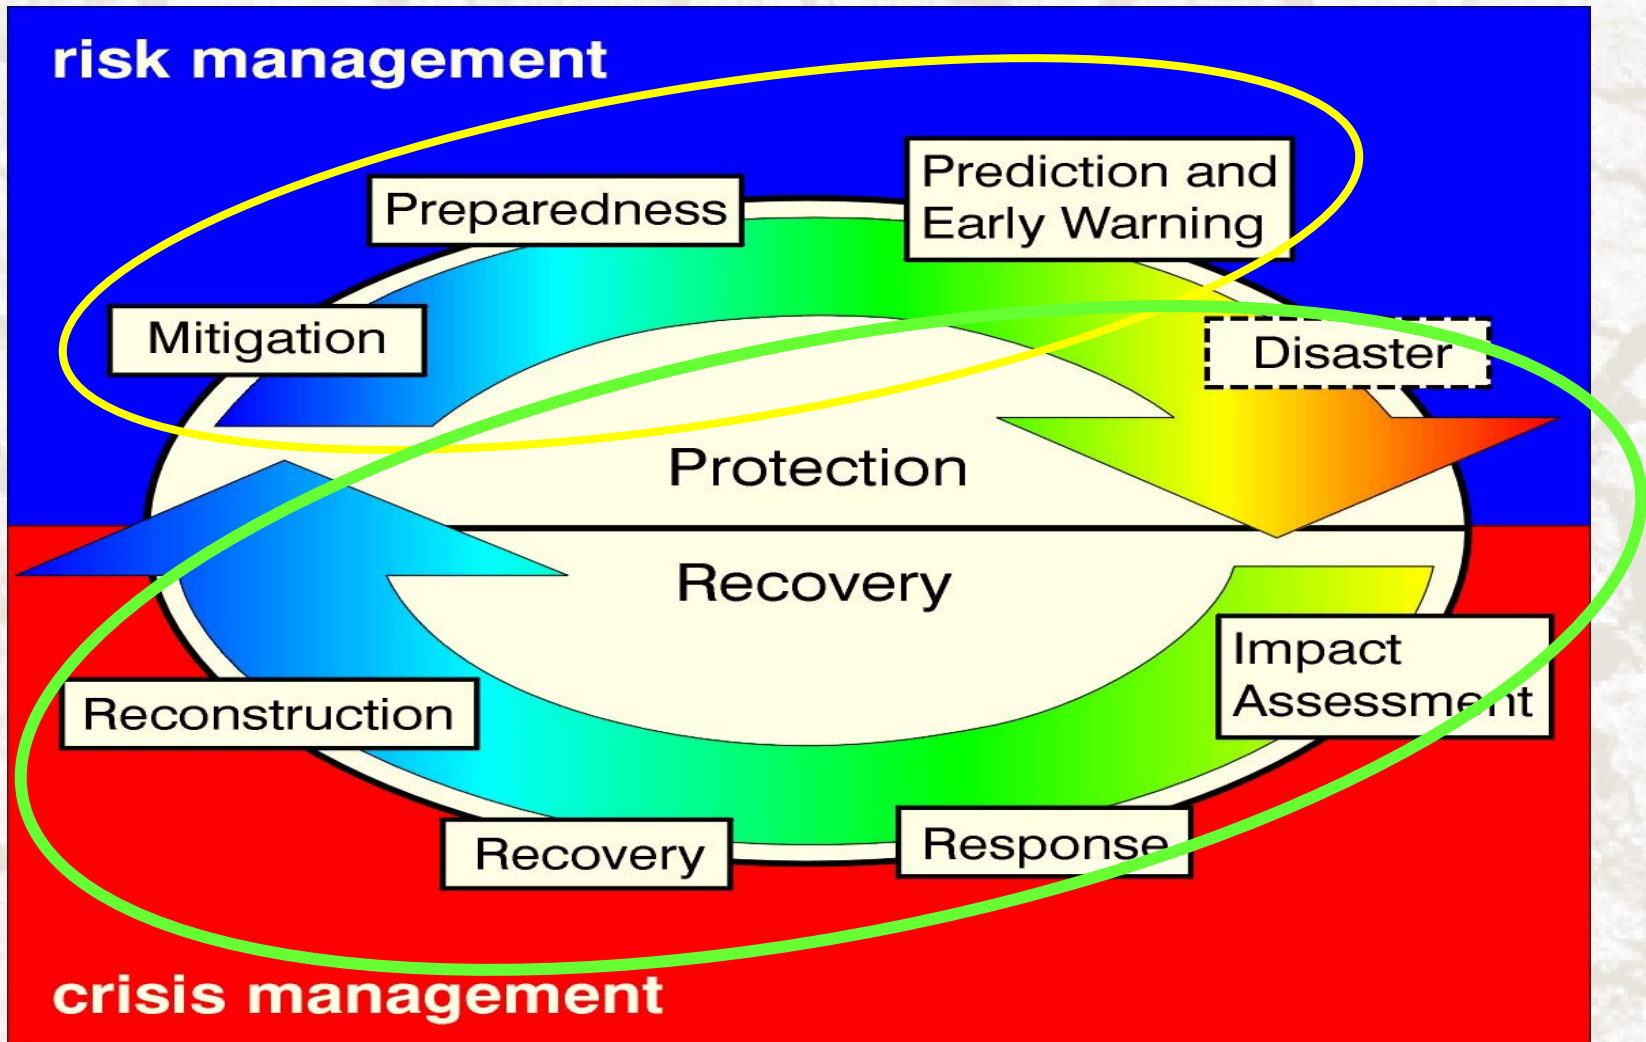 risk management
Prediction and
Early Warning
Preparedness
Mitigation
Disaster
Protection
Recovery
Impact
Assessment
Reconstruction
Response
Recovery
crisis management